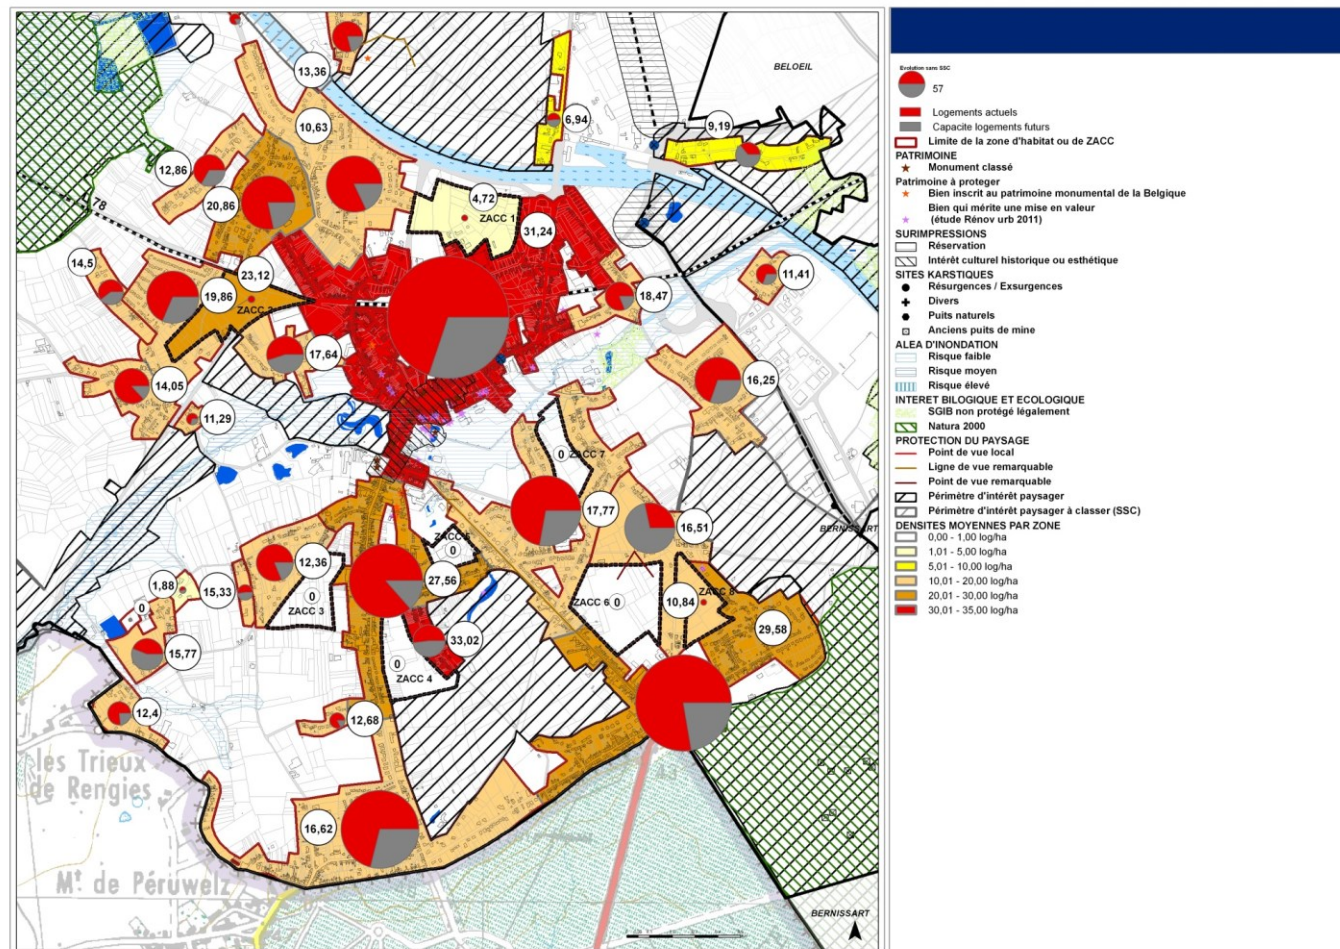 BELOEIL
13,36
10,63
6,94
9,19
12,86
20,86
4,72
ZACC 1
78
31,24
14,5
23,12
19,86
ZACC 2
18,47
11,41
17,64
14,05
16,25
11,29
0
ZACC 7
17,77
16,51
BERNISSART
ZACC 5
0
12,36
27,56
1,88
15,33
0
ZACC 3
ZACC 6
0
10,84
ZACC 8
0
29,58
33,02
15,77
0
ZACC 4
12,4
12,68
les Trieux
de Rengies
43
16,62
Mt de Péruwelz
BERNISSART
Evolution sans SSC
57
Logements actuels
Capacite logements futurs
Limite de la zone d'habitat ou de ZACC
PATRIMOINE
Monument classé
Patrimoine à proteger
Bien inscrit au patrimoine monumental de la Belgique
Bien qui mérite une mise en valeur
(étude Rénov urb 2011)
SURIMPRESSIONS
Réservation
Intérêt culturel historique ou esthétique
SITES KARSTIQUES
Résurgences / Exsurgences
Divers
Puits naturels
Anciens puits de mine
ALEA D'INONDATION
Risque faible
Risque moyen
Risque élevé
INTERET BILOGIQUE ET ECOLOGIQUE
SGIB non protégé légalement
Natura 2000
PROTECTION DU PAYSAGE
Point de vue local
Ligne de vue remarquable
Point de vue remarquable
Périmètre d'intérêt paysager
Périmètre d'intérêt paysager à classer (SSC)
DENSITES MOYENNES PAR ZONE
0,00 - 1,00 log/ha
1,01 - 5,00 log/ha
5,01 - 10,00 log/ha
10,01 - 20,00 log/ha
20,01 - 30,00 log/ha
30,01 - 35,00 log/ha